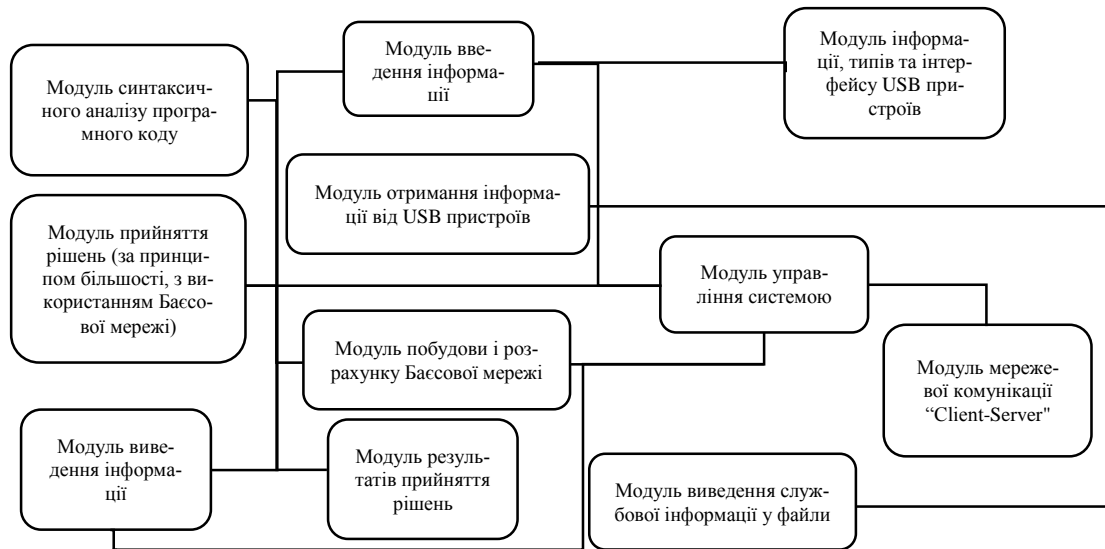 Модуль синтаксич-
ного аналізу програ-
много коду
Модуль вве-
дення інформа-
ції
Модуль інформа-
ції, типів та інтер-
фейсу USB при-
строїв
Модуль отримання інформа-
ції від USB пристроїв
Модуль прийняття
рішень (за принци-
пом більшості, з ви-
користанням Баєсо-
вої мережі)
Модуль управ-
ління системою
Модуль побудови і роз-
рахунку Баєсової мережі
Модуль мереже-
вої комунікації
“Client-Server"
Модуль виве-
дення інформа-
ції
Модуль резуль-
татів прийняття
рішень
Модуль виведення служ-
бової інформації у файли